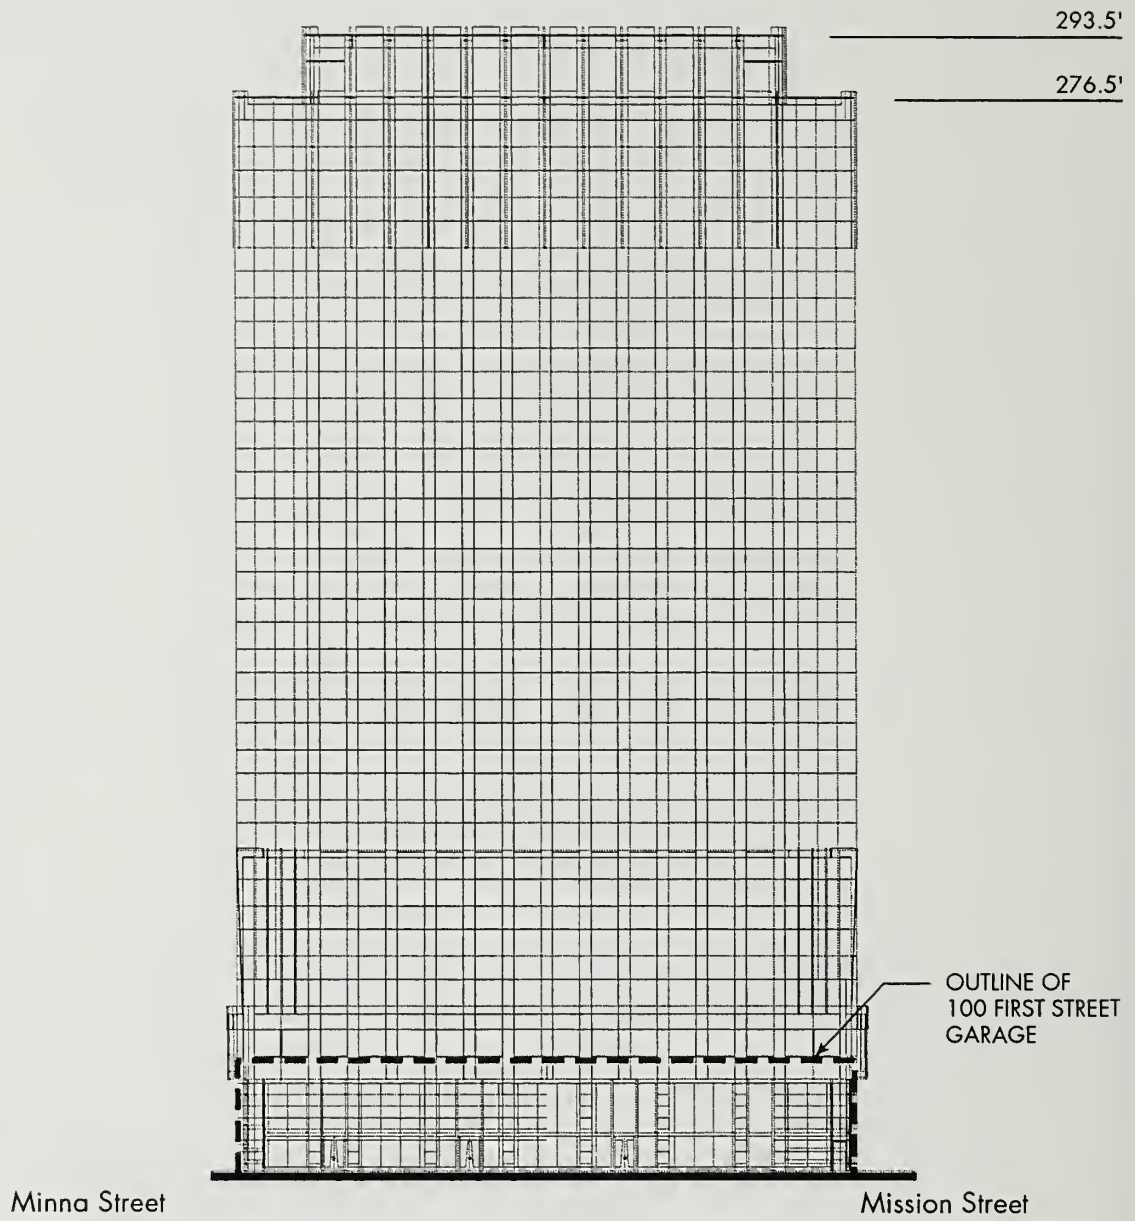 293.5'
276.5'
OUTLINE OF
100 FIRST STREET
GARAGE
Minna Street
Mission Street